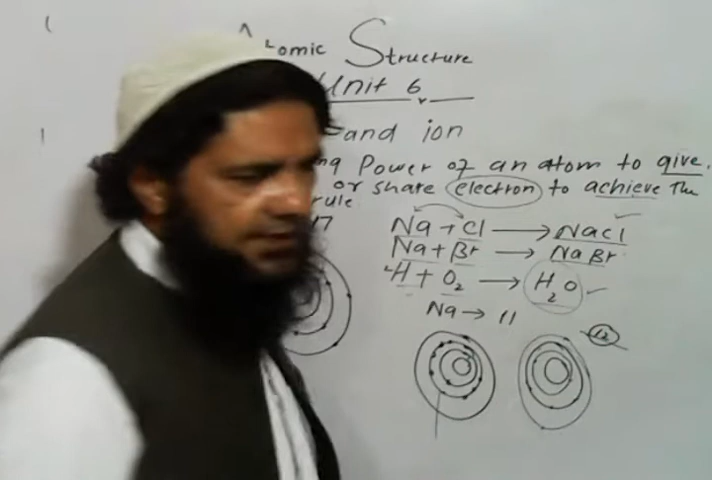 Atomic Structure
Unit 6
and ion
Power of an atom to give.
or share electron to achieve the
rule
17
Na + Cl → NaCl
Na + Br → NaBr
H + O2 → H2O
Na → 11
12